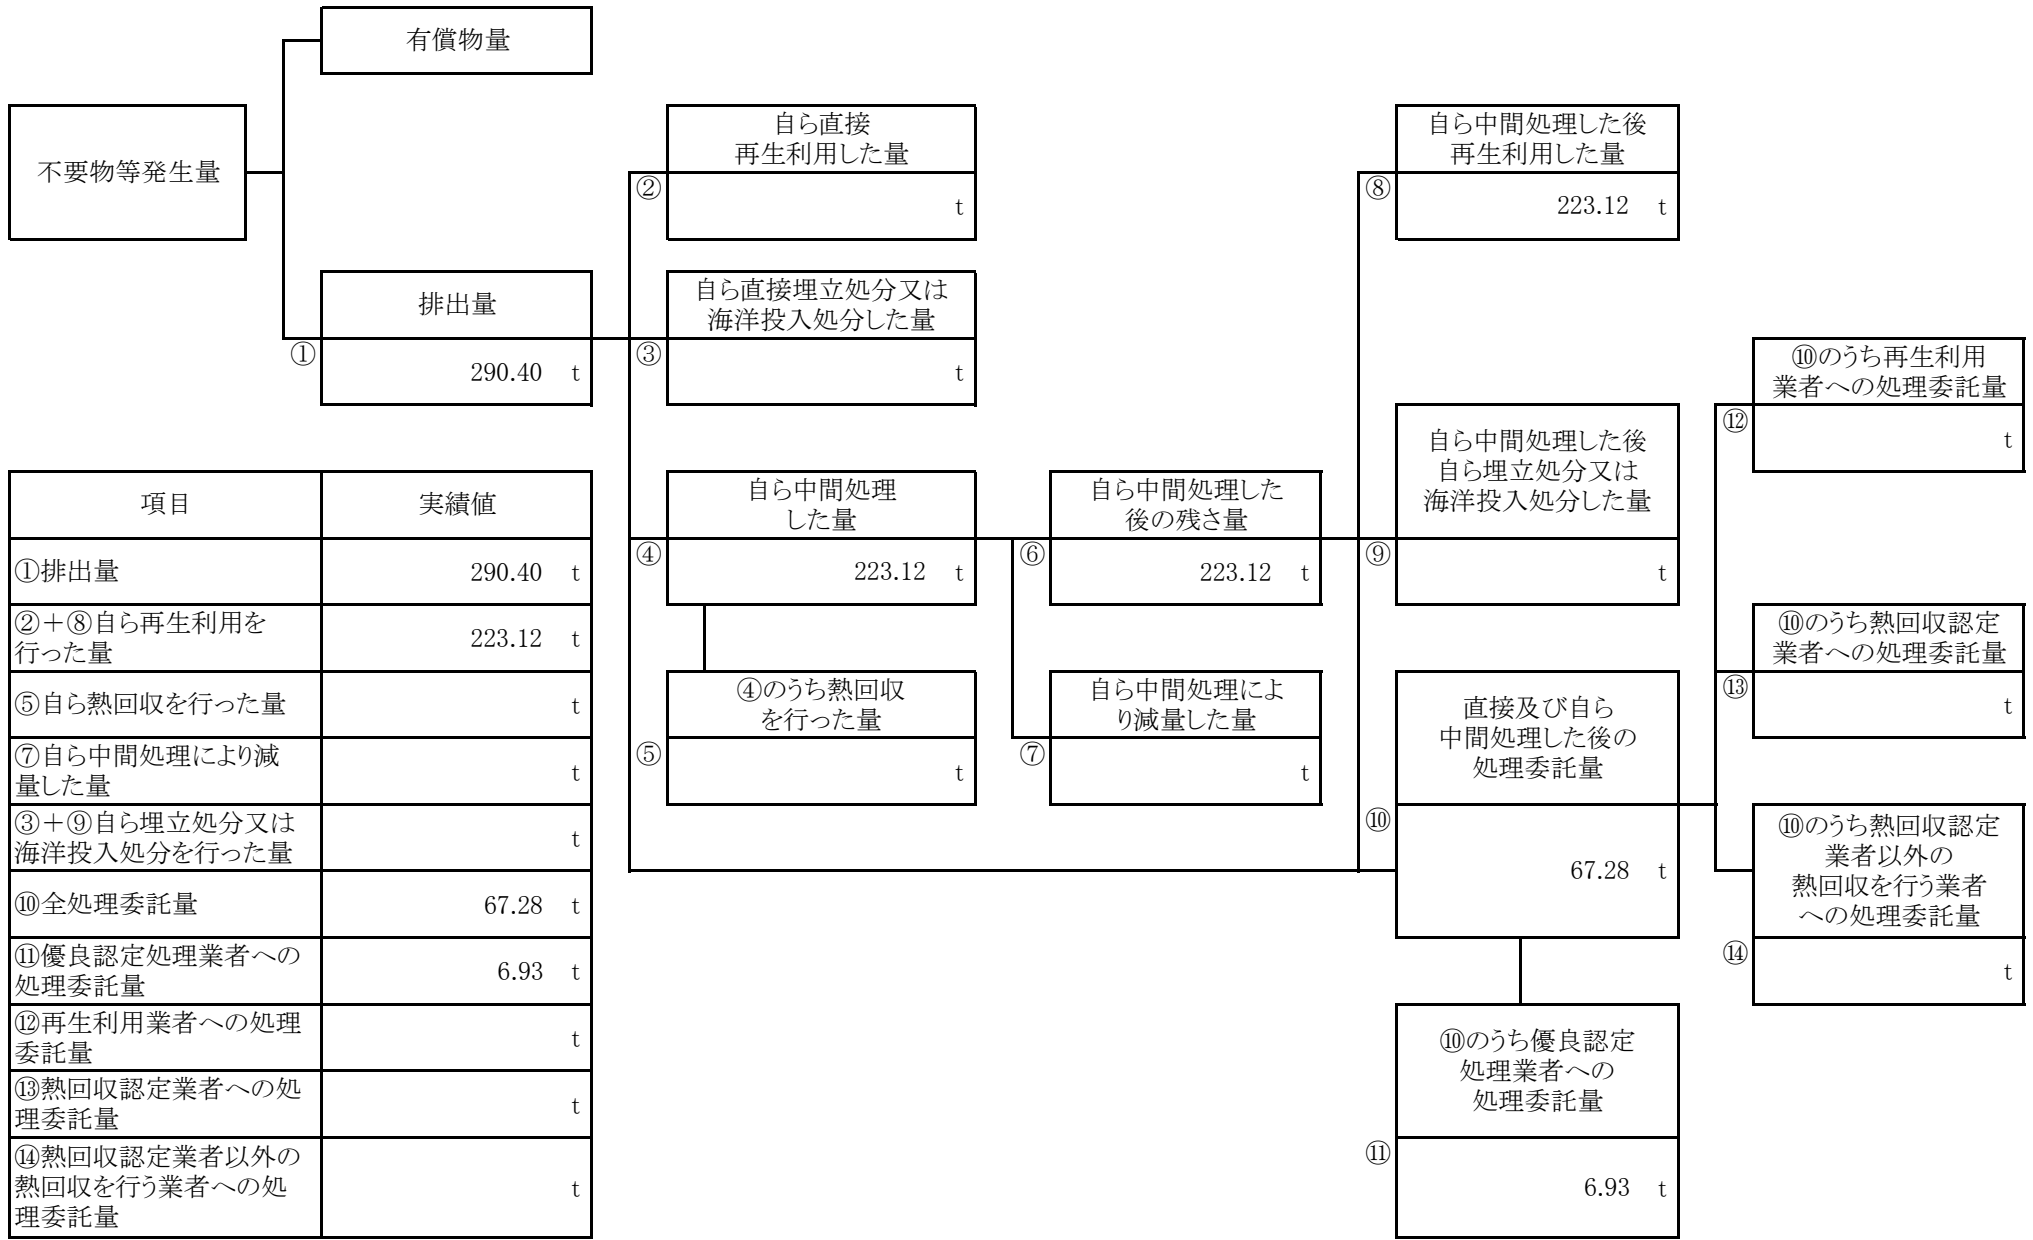 有償物量
不要物等発生量
排出量
①
290.40 t
自ら直接
再生利用した量
②
t
自ら直接埋立処分又は
海洋投入処分した量
③
t
自ら中間処理
した量
④
223.12 t
④のうち熱回収
を行った量
⑤
t
自ら中間処理した
後の残さ量
⑥
223.12 t
自ら中間処理によ
り減量した量
⑦
t
自ら中間処理した後
再生利用した量
⑧
223.12 t
自ら中間処理した後
自ら埋立処分又は
海洋投入処分した量
⑨
t
直接及び自ら
中間処理した後の
処理委託量
⑩
67.28 t
⑩のうち優良認定
処理業者への
処理委託量
⑪
6.93 t
⑩のうち再生利用
業者への処理委託量
⑫
t
⑩のうち熱回収認定
業者への処理委託量
⑬
t
⑩のうち熱回収認定
業者以外の
熱回収を行う業者
への処理委託量
⑭
t
項目 実績値
①排出量 290.40 t
②＋⑧自ら再生利用を
行った量
223.12 t
⑤自ら熱回収を行った量 t
⑦自ら中間処理により減
量した量
t
③＋⑨自ら埋立処分又は
海洋投入処分を行った量
t
⑩全処理委託量 67.28 t
⑪優良認定処理業者への
処理委託量
6.93 t
⑫再生利用業者への処理
委託量
t
⑬熱回収認定業者への処
理委託量
t
⑭熱回収認定業者以外の
熱回収を行う業者への処
理委託量
t